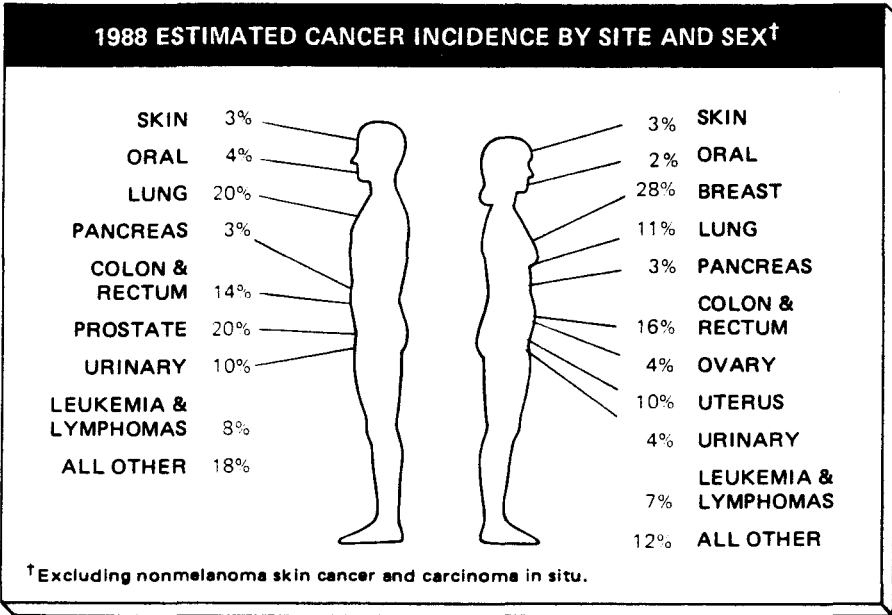 1988 ESTIMATED CANCER INCIDENCE BY SITE AND SEX†
SKIN 3%
ORAL 4%
LUNG 20%
PANCREAS 3%
COLON &
RECTUM 14%
PROSTATE 20%
URINARY 10%
LEUKEMIA &
LYMPHOMAS 8%
ALL OTHER 18%
3% SKIN
2% ORAL
28% BREAST
11% LUNG
3% PANCREAS
COLON &
16% RECTUM
4% OVARY
10% UTERUS
4% URINARY
LEUKEMIA &
7% LYMPHOMAS
12% ALL OTHER
†Excluding nonmelanoma skin cancer and carcinoma in situ.